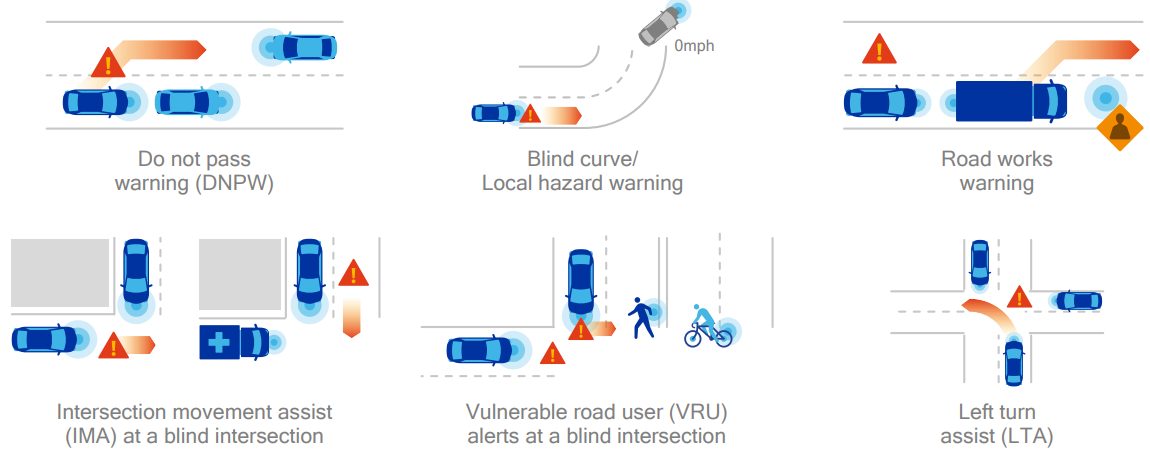 0mph
Do not pass
warning (DNPW)
Blind curve/
Local hazard warning
Road works
warning
Intersection movement assist
(IMA) at a blind intersection
Vulnerable road user (VRU)
alerts at a blind intersection
Left turn
assist (LTA)